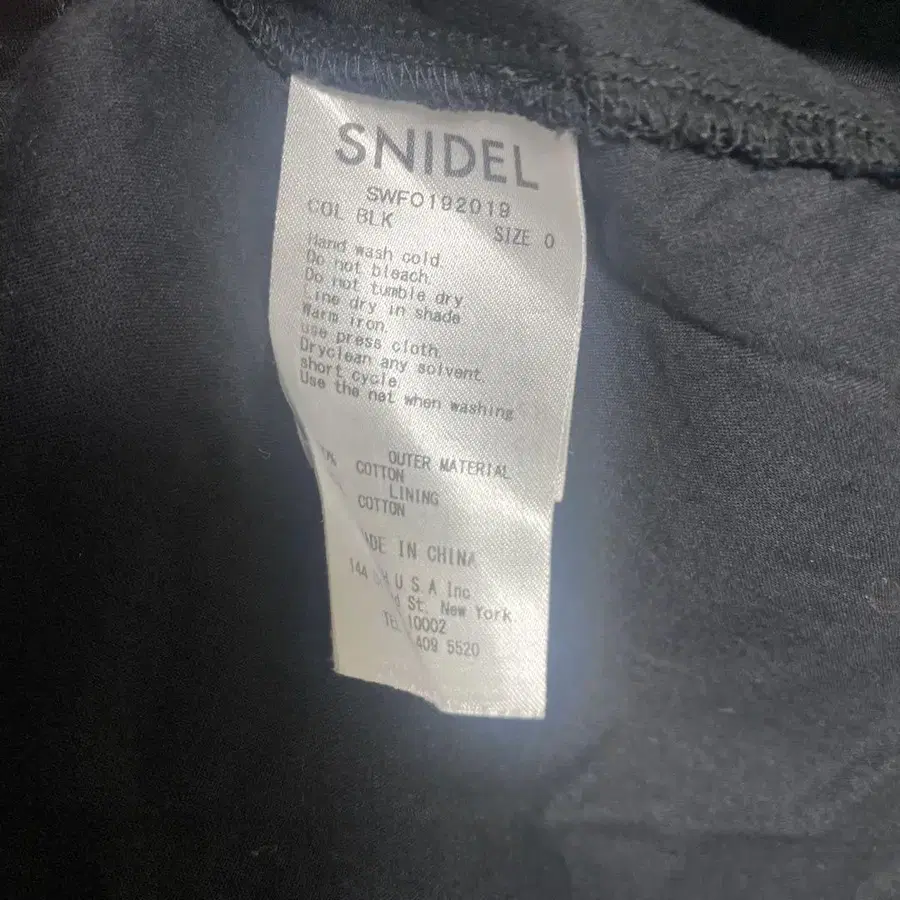 SNIDEL
SWFO192019
COL BLK SIZE 0
Hand wash cold.
Do not bleach.
Do not tumble dry.
Line dry in shade
Warm iron.
use press cloth.
Dryclean any solvent.
short cycle.
Use the net when washing
OUTER MATERIAL
COTTON
LINING
COTTON
IN CHINA
144 U S A Inc
St. New York
10002
409 5520